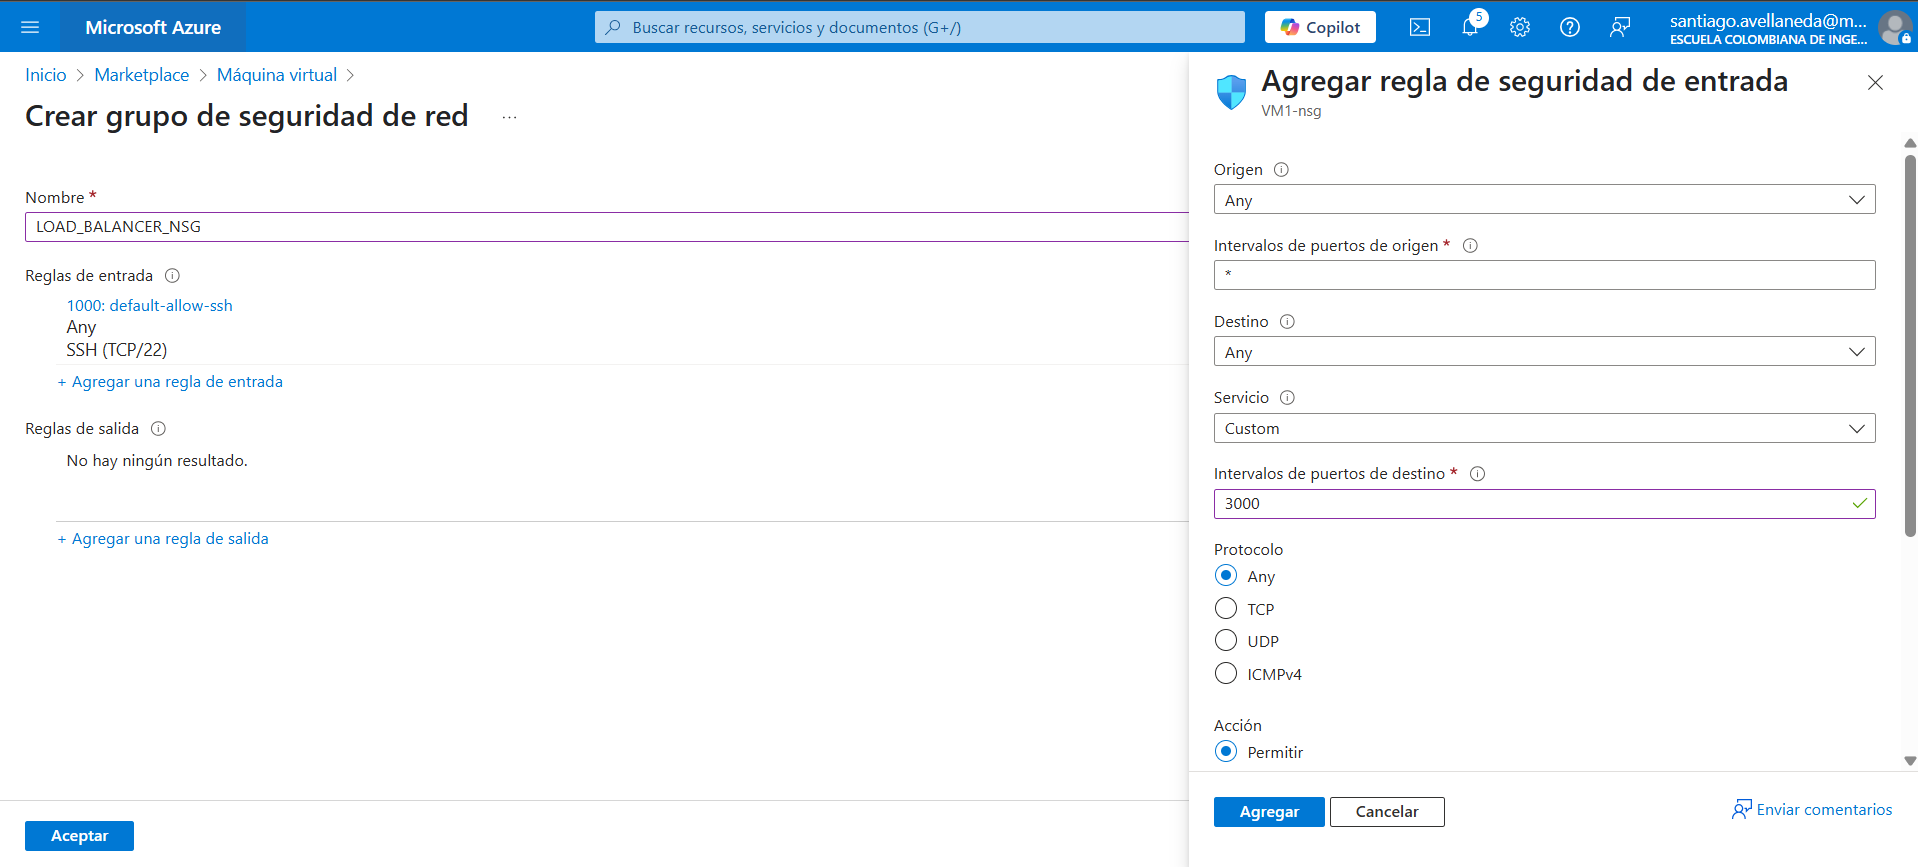 Microsoft Azure
Buscar recursos, servicios y documentos (G+/)
Copilot
5
santiago.avellaneda@m...
ESCUELA COLOMBIANA DE INGE...
Inicio > Marketplace > Máquina virtual >
Crear grupo de seguridad de red ...
Nombre *
LOAD_BALANCER_NSG
Reglas de entrada
1000: default-allow-ssh
Any
SSH (TCP/22)
+ Agregar una regla de entrada
Reglas de salida
No hay ningún resultado.
+ Agregar una regla de salida
Aceptar
Agregar regla de seguridad de entrada
VM1-nsg
Origen
Any
Intervalos de puertos de origen *
*
Destino
Any
Servicio
Custom
Intervalos de puertos de destino *
3000
Protocolo
Any
TCP
UDP
ICMPv4
Acción
Permitir
Agregar
Cancelar
Enviar comentarios